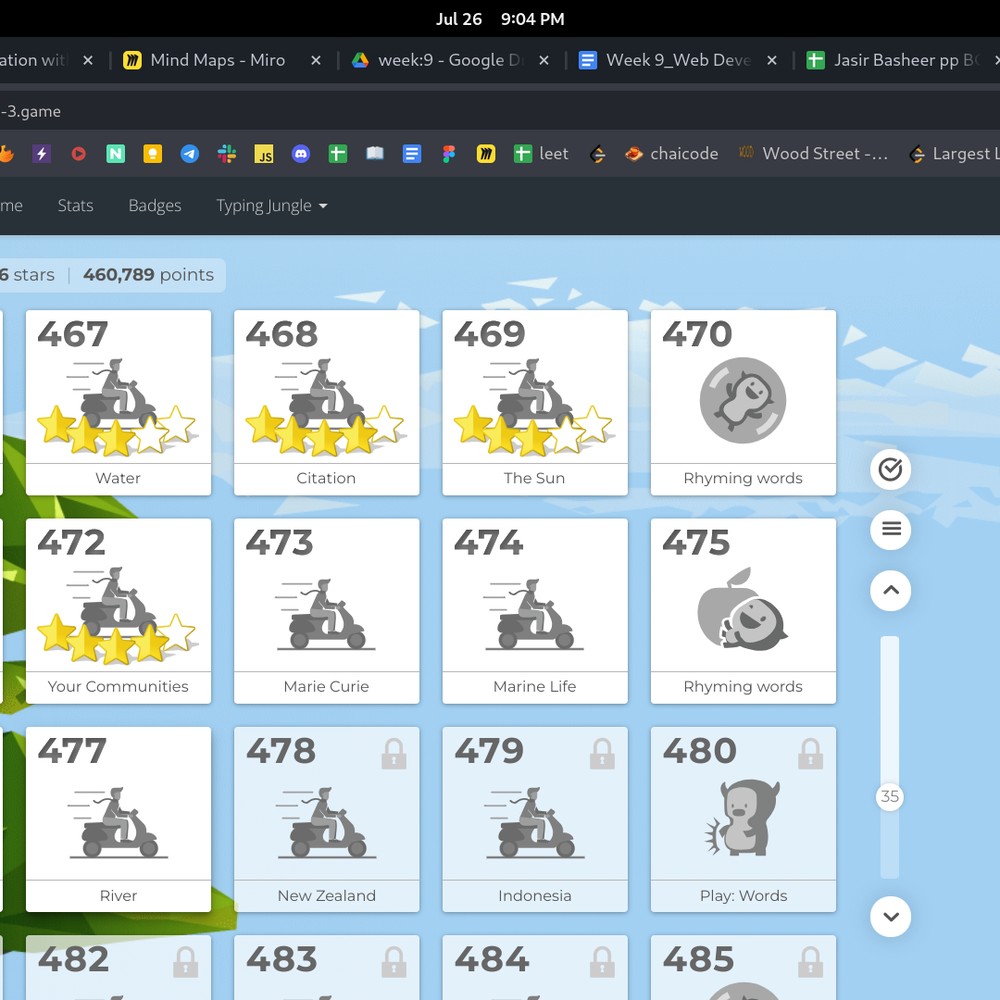 Jul 26 9:04 PM
ation wit
Mind Maps - Miro
week:9 - Google D
Week 9_Web Deve
Jasir Basheer pp BC
-3.game
JS
leet
chaicode
Wood Street -...
Largest L
me
Stats
Badges
Typing Jungle
6 stars | 460,789 points
467
468
469
470
Water
Citation
The Sun
Rhyming words
472
473
474
475
Your Communities
Marie Curie
Marine Life
Rhyming words
477
478
479
480
35
River
New Zealand
Indonesia
Play: Words
482
483
484
485